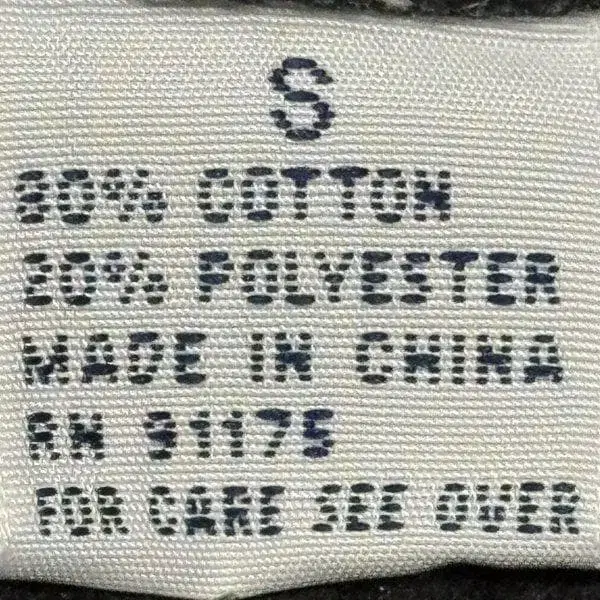 S
80% COTTON
20% POLYESTER
MADE IN CHINA
RN 91175
FOR CARE SEE OVER